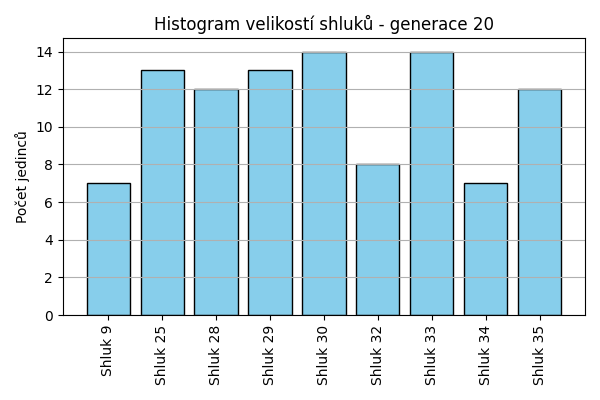 Histogram velikostí shluků - generace 20
Počet jedinců
14
12
10
8
6
4
2
0
Shluk 9
Shluk 25
Shluk 28
Shluk 29
Shluk 30
Shluk 32
Shluk 33
Shluk 34
Shluk 35